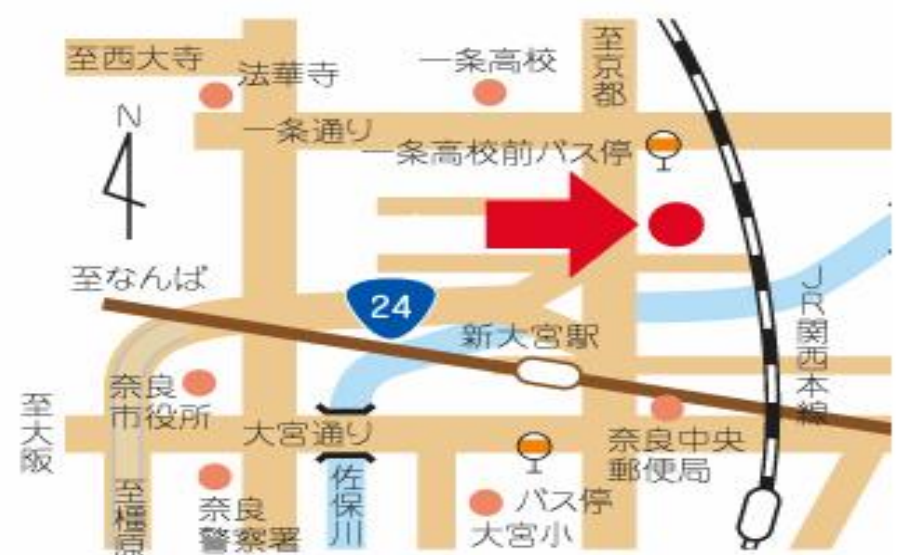 至西大寺
法華寺
一条高校
至京都
N
一条通り
一条高校前バス停
至なんば
24
新大宮駅
JR関西本線
奈良
市役所
至大阪
大宮通り
奈良中央
郵便局
至橿原
奈良
警察署
佐保川
バス停
大宮小